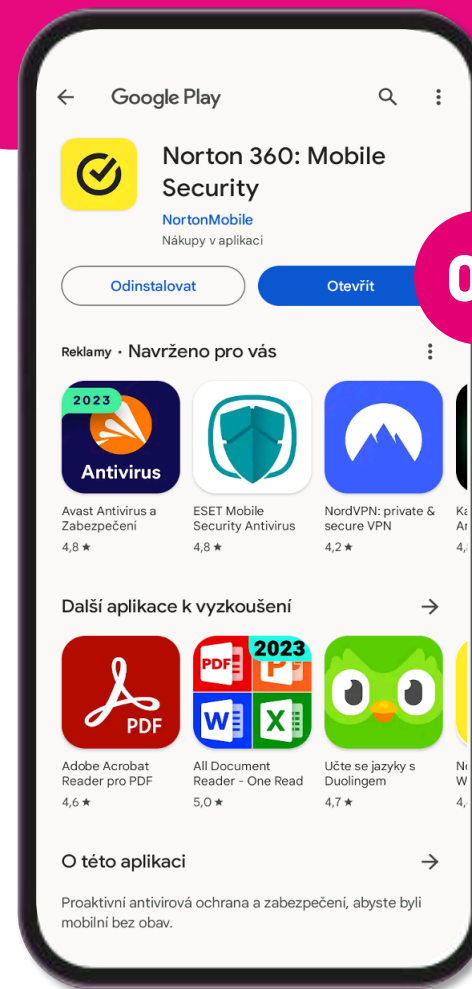 Google Play
Norton 360: Mobile
Security
NortonMobile
Nákupy v aplikaci
Odinstalovat
Otevřít
0
Reklamy · Navrženo pro vás
2023
Antivirus
Avast Antivirus a
Zabezpečení
4,8 ★
ESET Mobile
Security Antivirus
4,8 ★
NordVPN: private &
secure VPN
4,2 ★
Další aplikace k vyzkoušení
PDF
Adobe Acrobat
Reader pro PDF
4,6 ★
2023
PDF
P
W
X
All Document
Reader - One Read
5,0 ★
Učte se jazyky s
Duolingem
4,7 ★
O této aplikaci
Proaktivní antivirová ochrana a zabezpečení, abyste byli
mobilní bez obav.